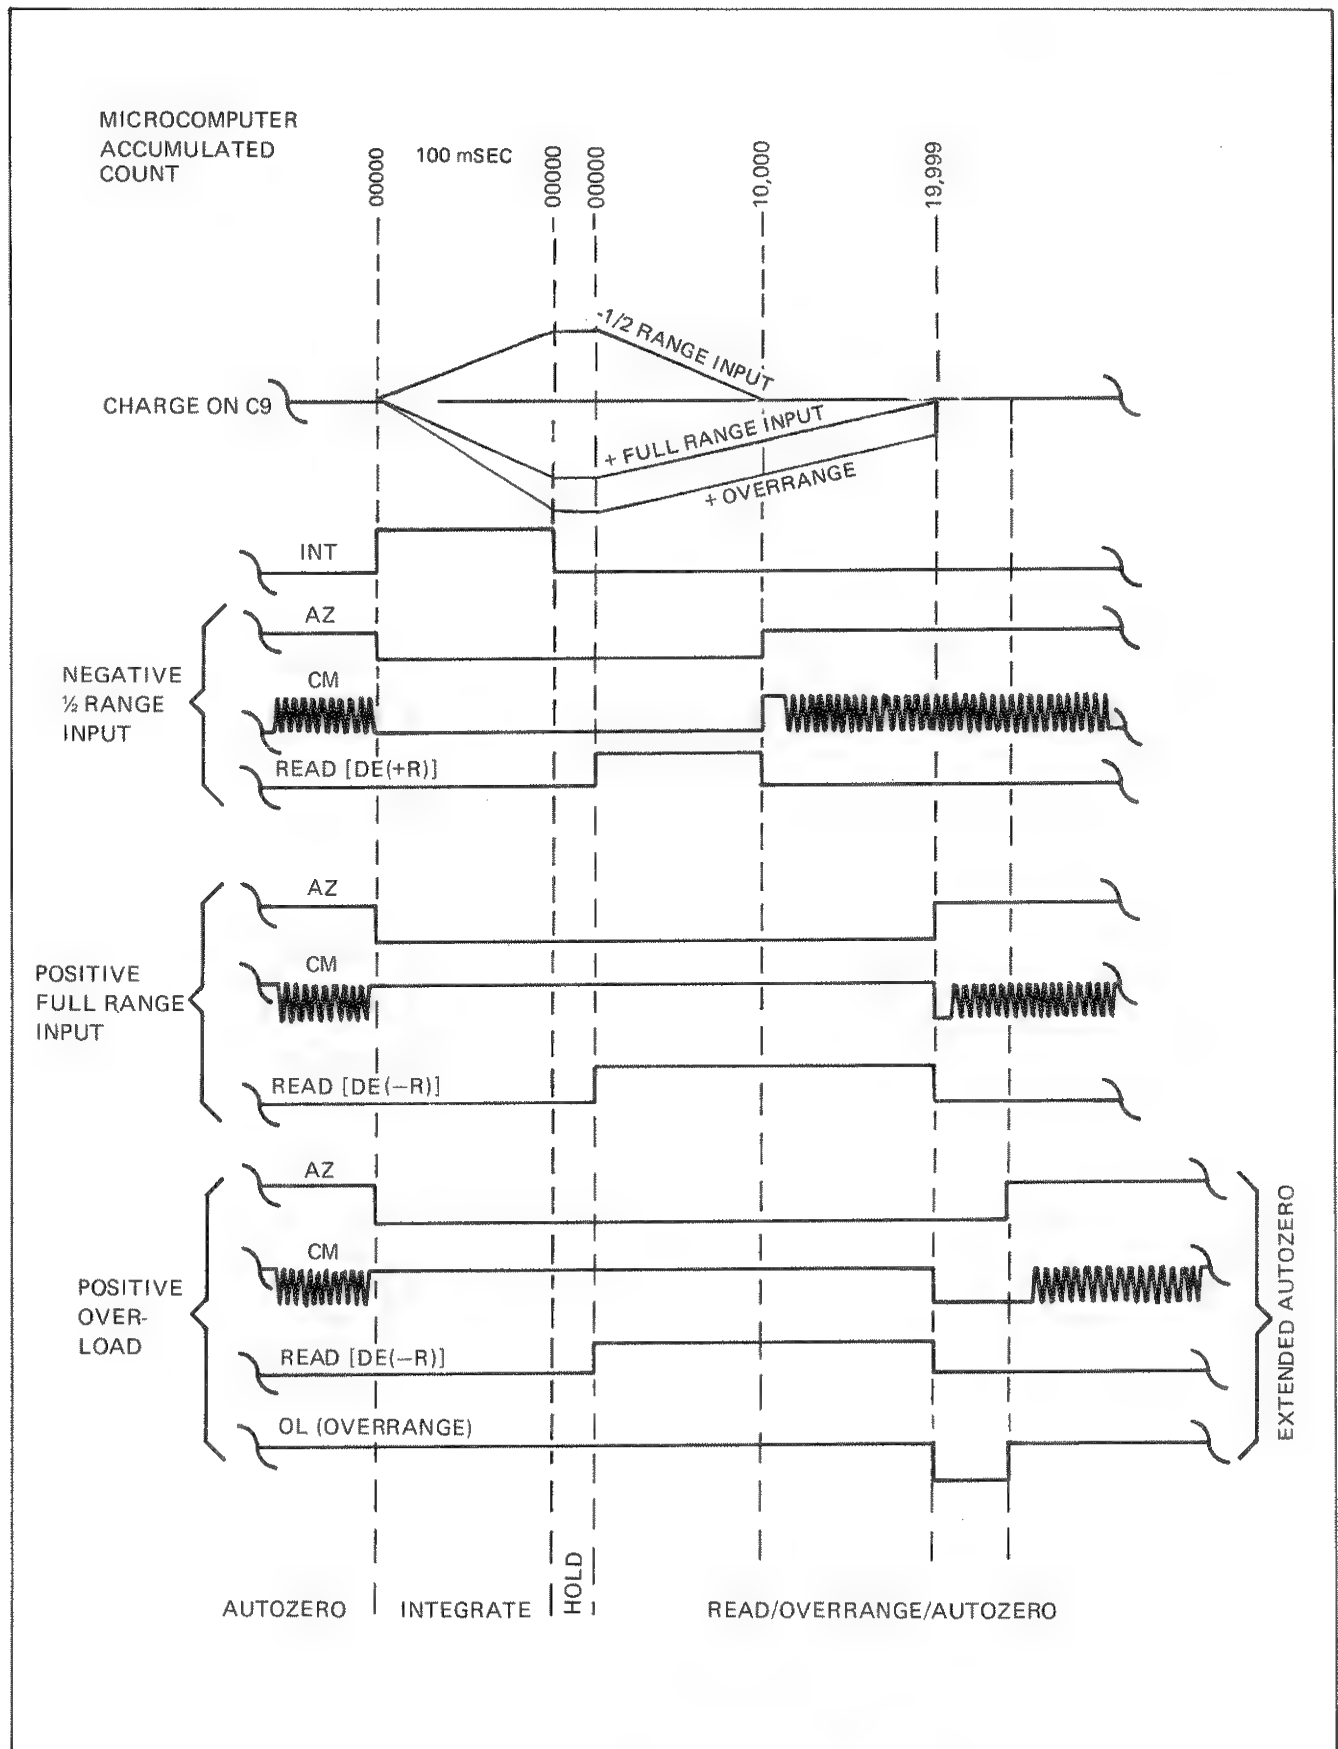 MICROCOMPUTER
ACCUMULATED
COUNT
00000
100 mSEC
00000
00000
10,000
19,999
-1/2 RANGE INPUT
CHARGE ON C9
+ FULL RANGE INPUT
+ OVERRANGE
INT
AZ
NEGATIVE
½ RANGE
INPUT
CM
READ [DE(+R)]
AZ
POSITIVE
FULL RANGE
INPUT
CM
READ [DE(−R)]
AZ
CM
POSITIVE
OVER-
LOAD
READ [DE(−R)]
OL (OVERRANGE)
EXTENDED AUTOZERO
AUTOZERO
INTEGRATE
HOLD
READ/OVERRANGE/AUTOZERO